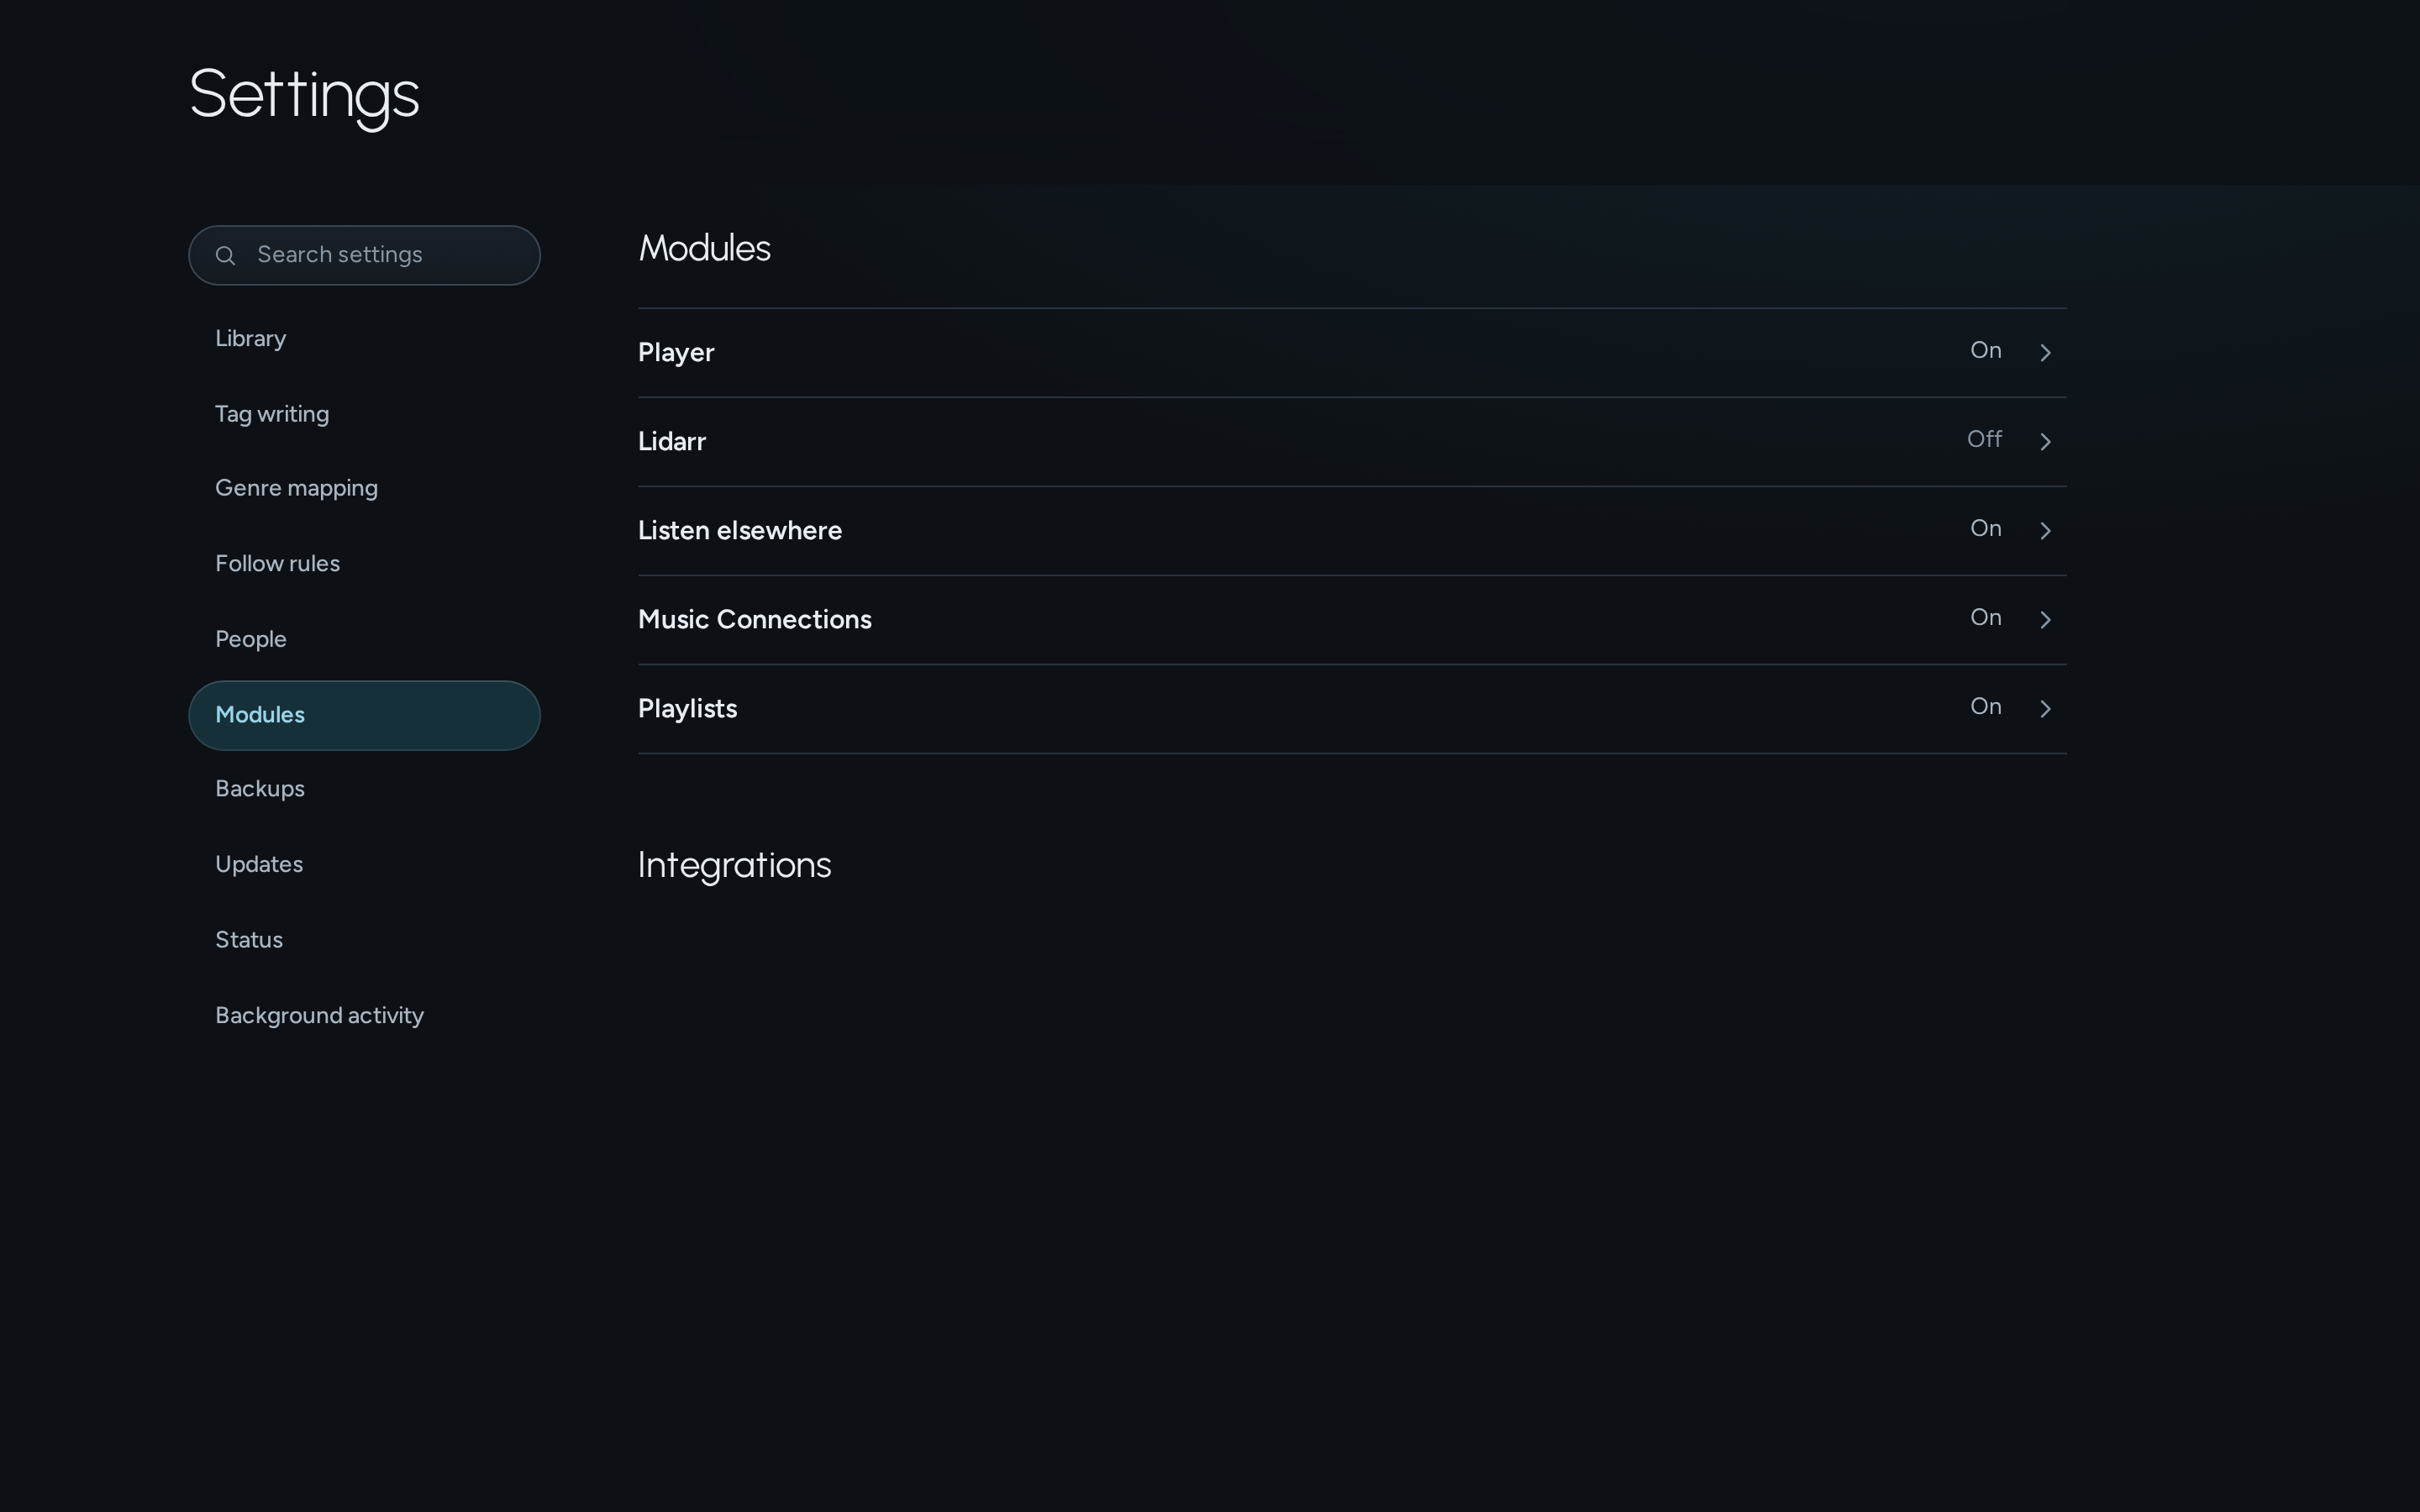 Settings
Search settings
Library
Tag writing
Genre mapping
Follow rules
People
Modules
Backups
Updates
Status
Background activity
Modules
Player On
Lidarr Off
Listen elsewhere On
Music Connections On
Playlists On
Integrations